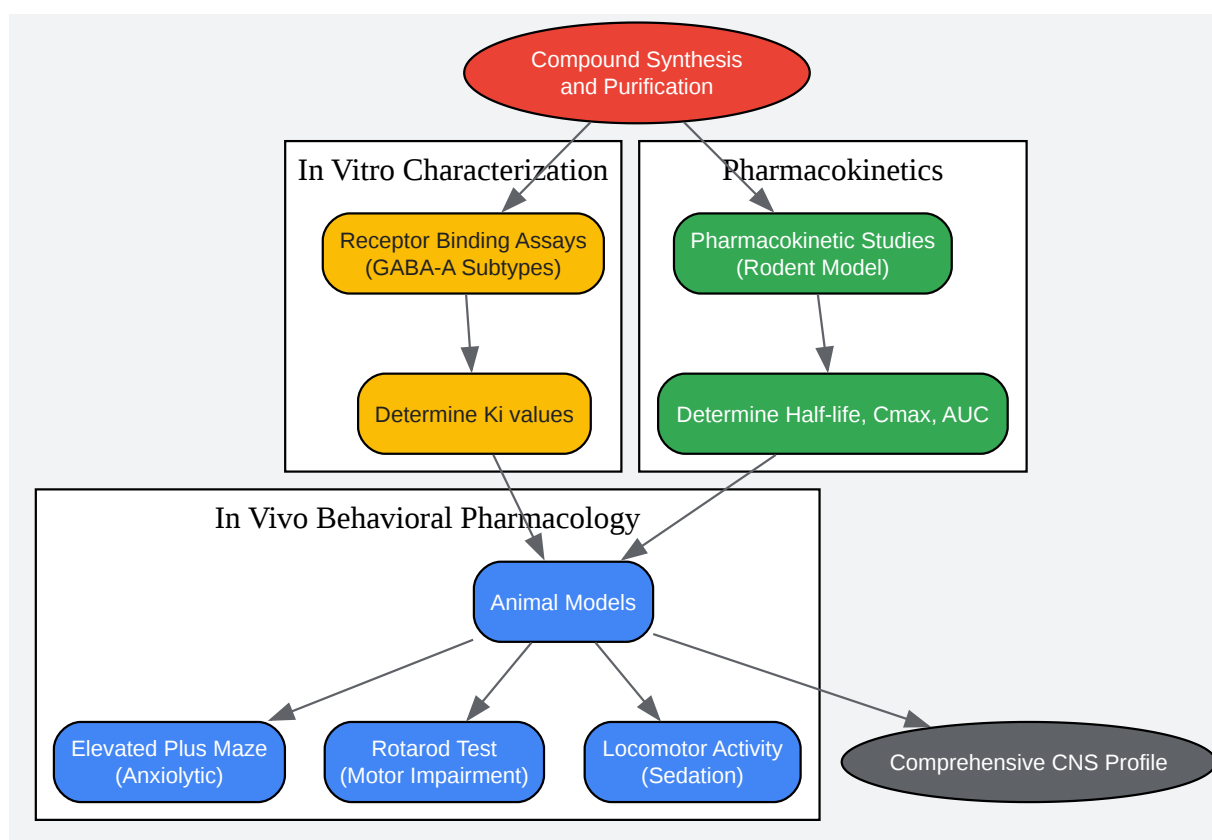 Compound Synthesis
and Purification
In Vitro Characterization
Pharmacokinetics
Receptor Binding Assays
(GABA-A Subtypes)
Pharmacokinetic Studies
(Rodent Model)
Determine Ki values
Determine Half-life, Cmax, AUC
In Vivo Behavioral Pharmacology
Animal Models
Elevated Plus Maze
(Anxiolytic)
Rotarod Test
(Motor Impairment)
Locomotor Activity
(Sedation)
Comprehensive CNS Profile